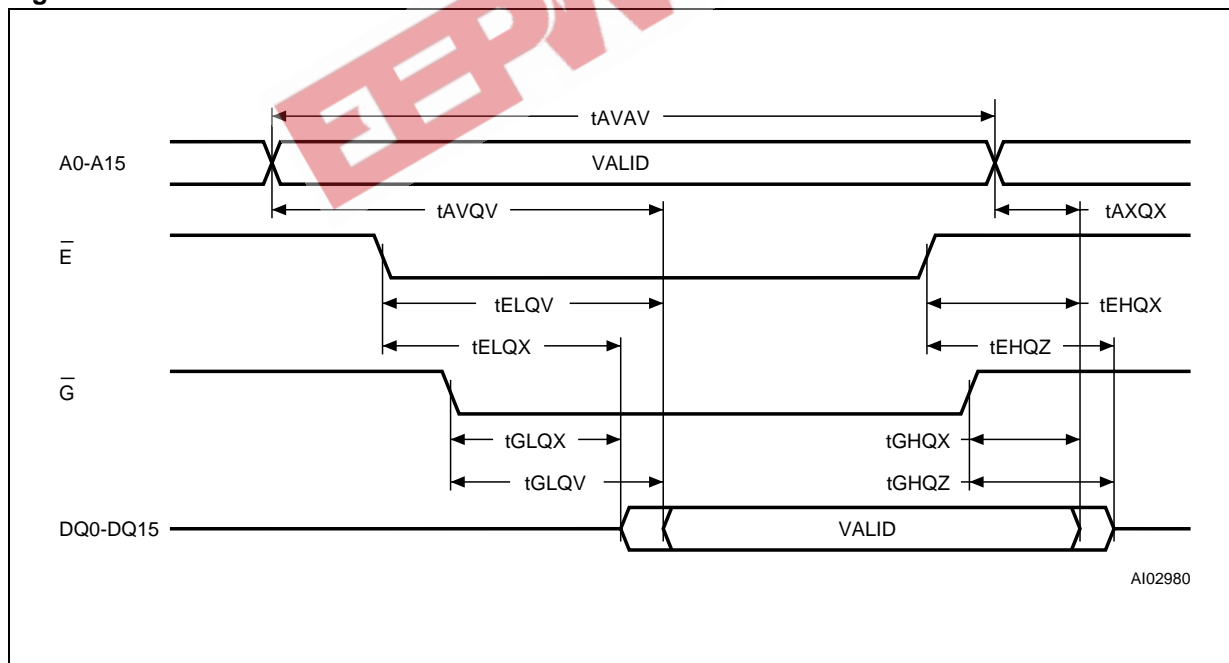 tAVAV
A0-A15
VALID
tAVQV
tAXQX
E
tELQV
tEHQX
tELQX
tEHQZ
G
tGLQX
tGHQX
tGLQV
tGHQZ
DQ0-DQ15
VALID
AI02980